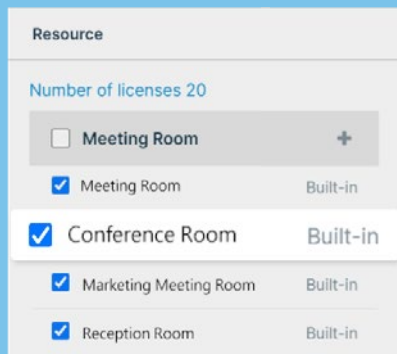 Resource
Number of licenses 20
Meeting Room +
Meeting Room Built-in
Conference Room Built-in
Marketing Meeting Room Built-in
Reception Room Built-in